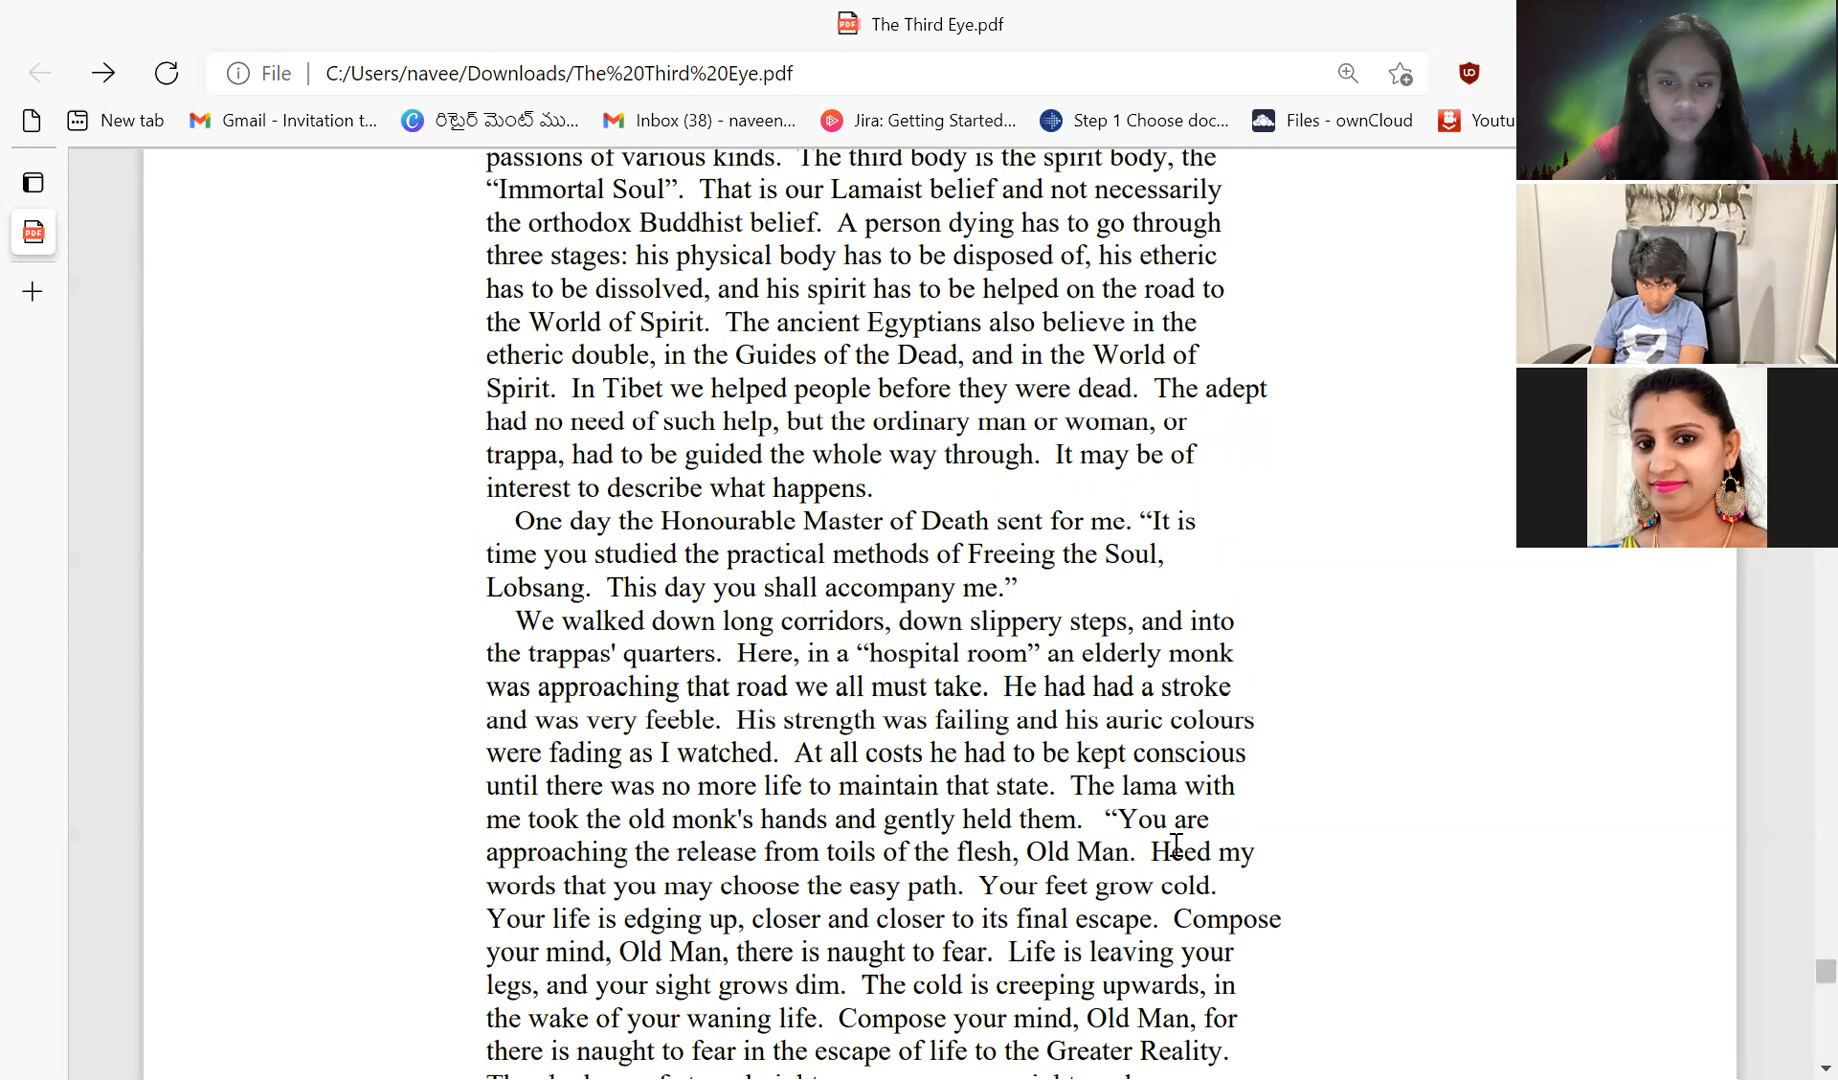 The Third Eye.pdf
File | C:/Users/navee/Downloads/The%20Third%20Eye.pdf
New tab
Gmail - Invitation t...
రిటైర్ మెంట్ ము...
Inbox (38) - naveen...
Jira: Getting Started...
Step 1 Choose doc...
Files - ownCloud
Youtu
passions of various kinds. The third body is the spirit body, the
“Immortal Soul”. That is our Lamaist belief and not necessarily
the orthodox Buddhist belief. A person dying has to go through
three stages: his physical body has to be disposed of, his etheric
has to be dissolved, and his spirit has to be helped on the road to
the World of Spirit. The ancient Egyptians also believe in the
etheric double, in the Guides of the Dead, and in the World of
Spirit. In Tibet we helped people before they were dead. The adept
had no need of such help, but the ordinary man or woman, or
trappa, had to be guided the whole way through. It may be of
interest to describe what happens.
One day the Honourable Master of Death sent for me. “It is
time you studied the practical methods of Freeing the Soul,
Lobsang. This day you shall accompany me.”
We walked down long corridors, down slippery steps, and into
the trappas' quarters. Here, in a “hospital room” an elderly monk
was approaching that road we all must take. He had had a stroke
and was very feeble. His strength was failing and his auric colours
were fading as I watched. At all costs he had to be kept conscious
until there was no more life to maintain that state. The lama with
me took the old monk's hands and gently held them. “You are
approaching the release from toils of the flesh, Old Man. Heed my
words that you may choose the easy path. Your feet grow cold.
Your life is edging up, closer and closer to its final escape. Compose
your mind, Old Man, there is naught to fear. Life is leaving your
legs, and your sight grows dim. The cold is creeping upwards, in
the wake of your waning life. Compose your mind, Old Man, for
there is naught to fear in the escape of life to the Greater Reality.